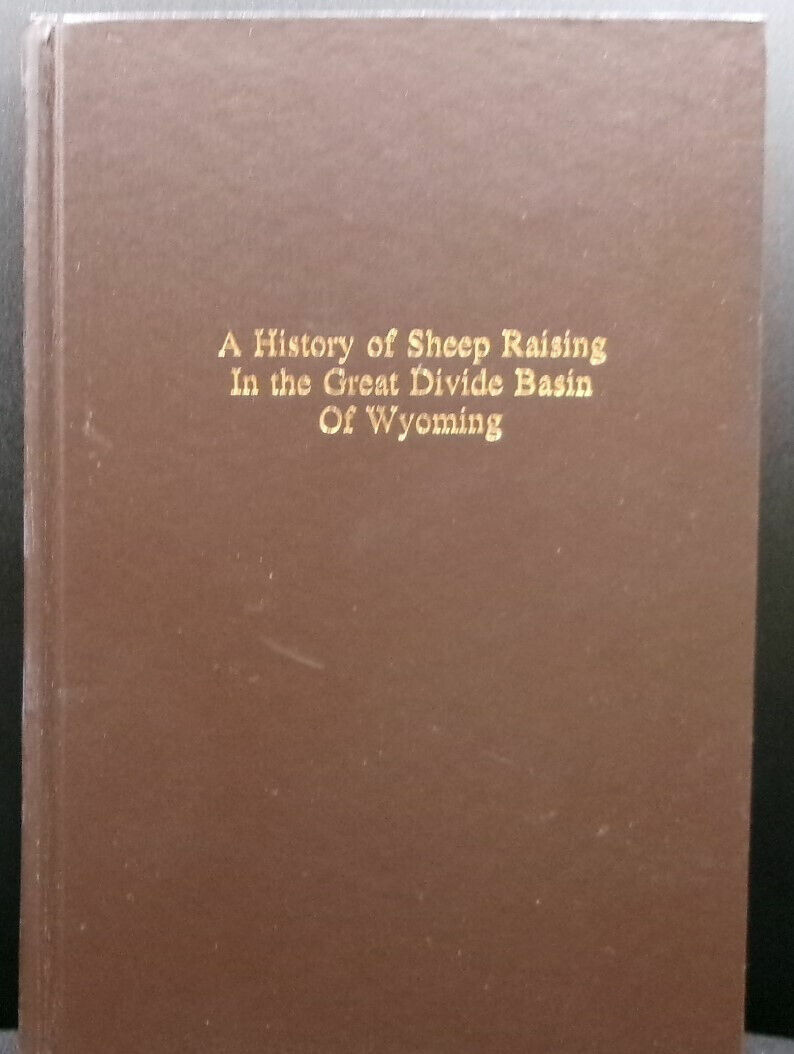 A History of Sheep Raising
In the Great Divide Basin
Of Wyoming